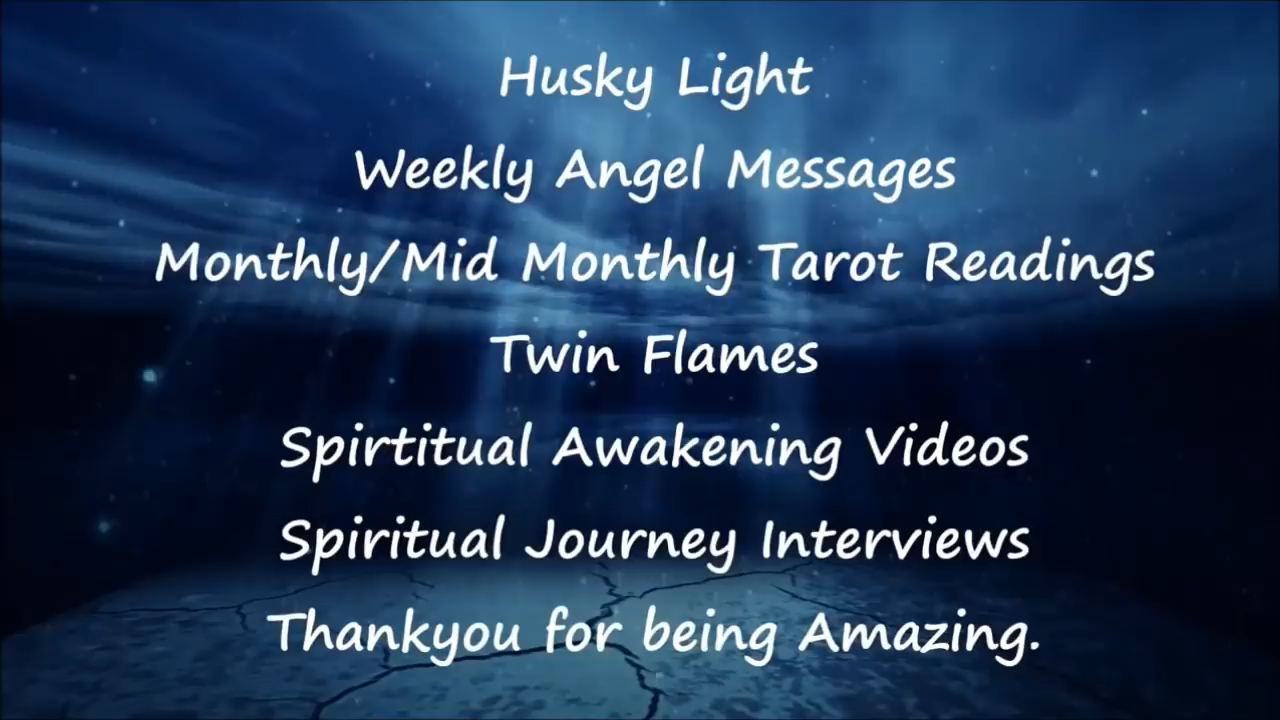 Husky Light
Weekly Angel Messages
Monthly/Mid Monthly Tarot Readings
Twin Flames
Spirtitual Awakening Videos
Spiritual Journey Interviews
Thankyou for being Amazing.